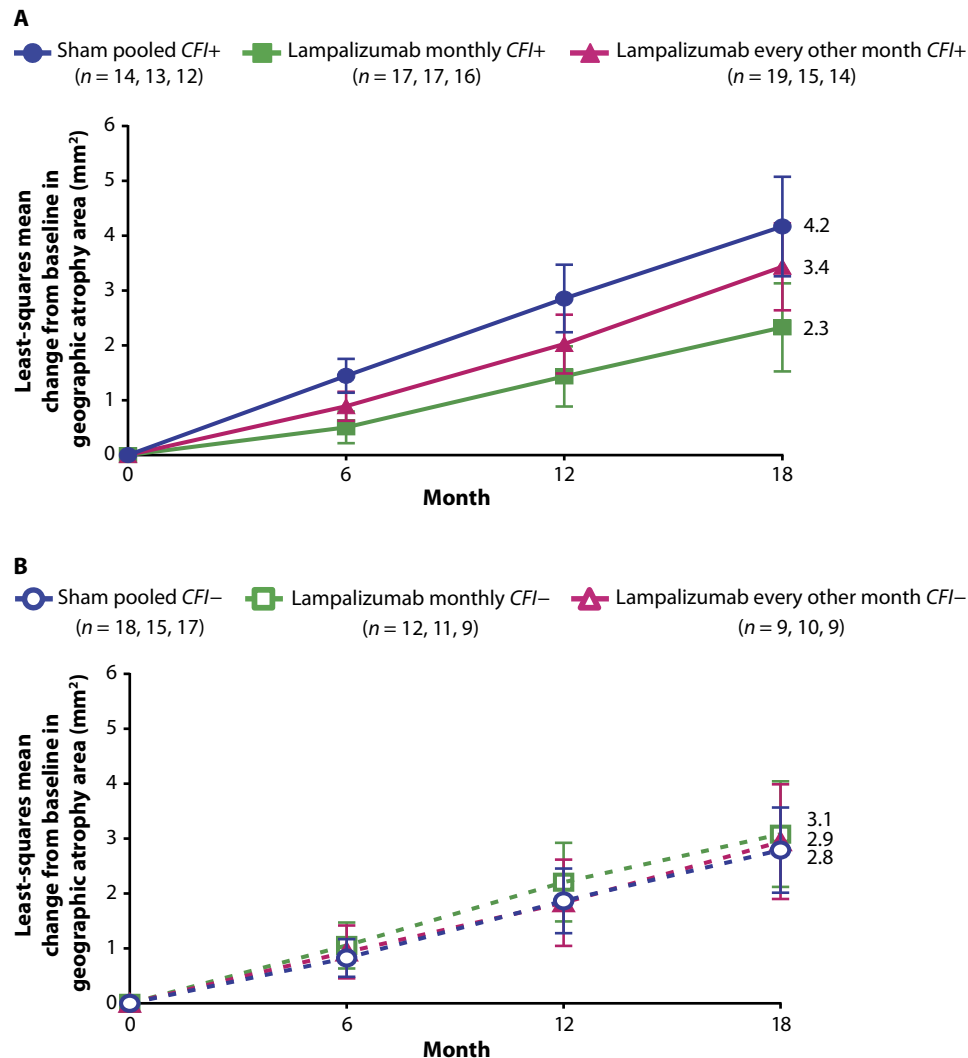 A
Sham pooled CFI+
(n = 14, 13, 12)
Lampalizumab monthly CFI+
(n = 17, 17, 16)
Lampalizumab every other month CFI+
(n = 19, 15, 14)
Least-squares mean
change from baseline in
geographic atrophy area (mm²)
6
5
4
3
2
1
0
4.2
3.4
2.3
0
6
12
18
Month
B
Sham pooled CFI−
(n = 18, 15, 17)
Lampalizumab monthly CFI−
(n = 12, 11, 9)
Lampalizumab every other month CFI−
(n = 9, 10, 9)
Least-squares mean
change from baseline in
geographic atrophy area (mm²)
6
5
4
3
2
1
0
3.1
2.9
2.8
0
6
12
18
Month